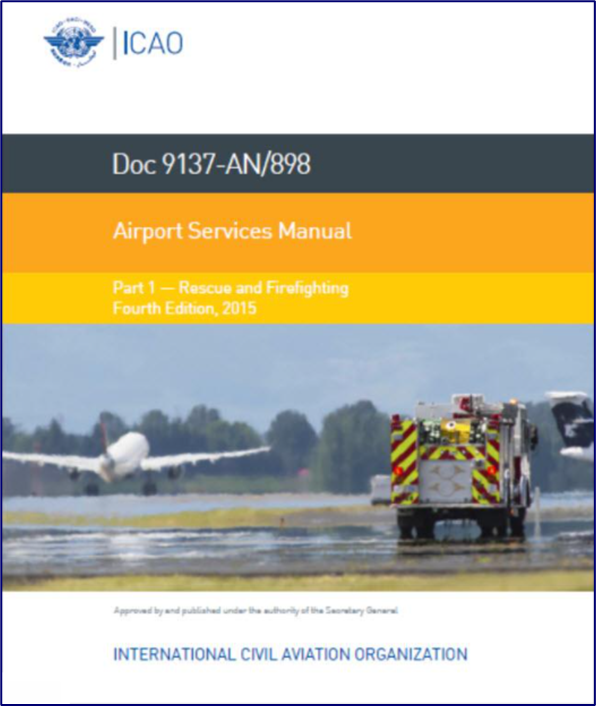 ICAO
Doc 9137-AN/898
Airport Services Manual
Part 1 — Rescue and Firefighting
Fourth Edition, 2015
Approved by and published under the authority of the Secretary General
INTERNATIONAL CIVIL AVIATION ORGANIZATION